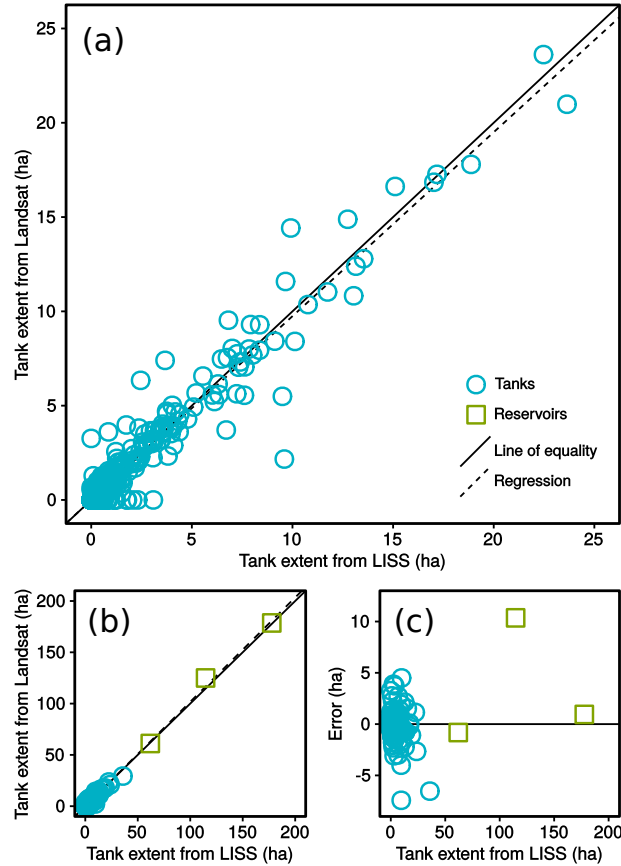 (a)
Tank extent from Landsat (ha)
25
20
15
10
5
0
Tanks
Reservoirs
Line of equality
Regression
0 5 10 15 20 25
Tank extent from LISS (ha)
(b)
Tank extent from Landsat (ha)
200
150
100
50
0
0 50 100 150 200
Tank extent from LISS (ha)
(c)
Error (ha)
10
5
0
-5
0 50 100 150 200
Tank extent from LISS (ha)